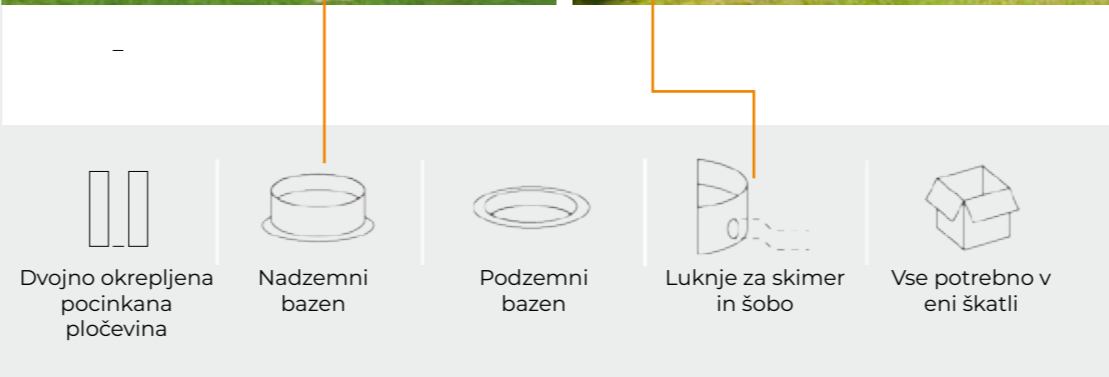 Dvojno okrepljena
pocinkana
pločevina
Nadzemni
bazen
Podzemni
bazen
Luknje za skimer
in šobo
Vse potrebno v
eni škatli